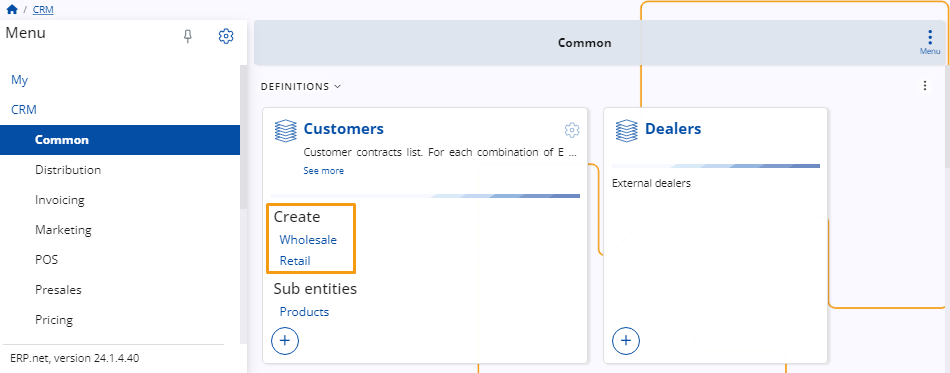 / CRM
Menu
My
CRM
Common
Distribution
Invoicing
Marketing
POS
Presales
Pricing
ERP.net, version 24.1.4.40
Common
Menu
DEFINITIONS
Customers
Customer contracts list. For each combination of E ...
See more
Create
Wholesale
Retail
Sub entities
Products
Dealers
External dealers